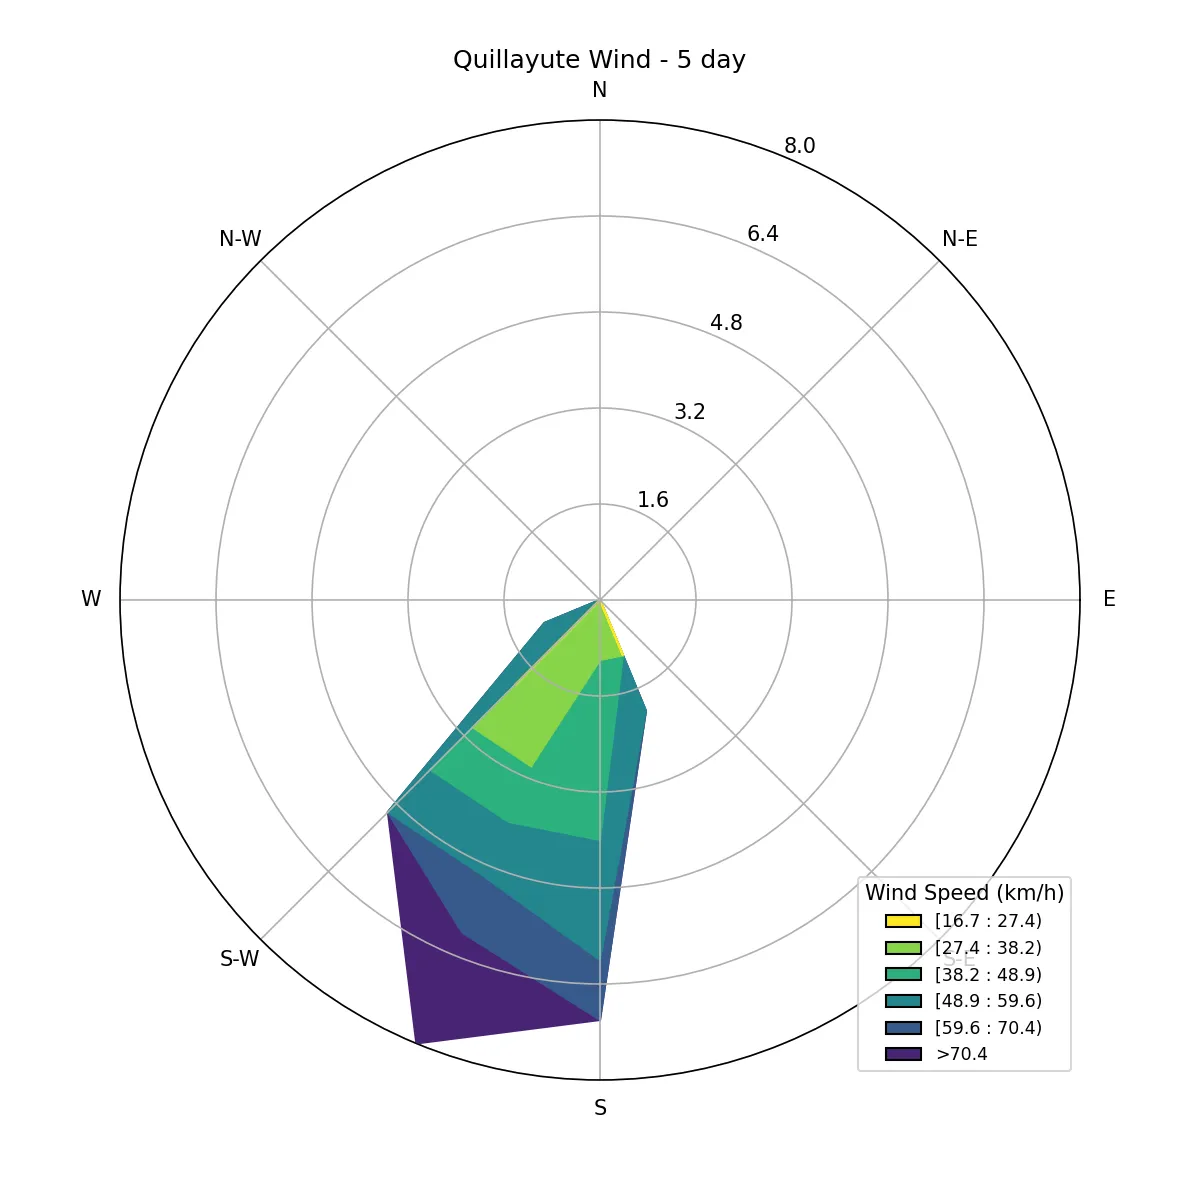 Quillayute Wind - 5 day
N
8.0
N-W
6.4
N-E
4.8
3.2
1.6
W
E
Wind Speed (km/h)
[16.7 : 27.4)
[27.4 : 38.2)
S-W
S-E
[38.2 : 48.9)
[48.9 : 59.6)
[59.6 : 70.4)
>70.4
S